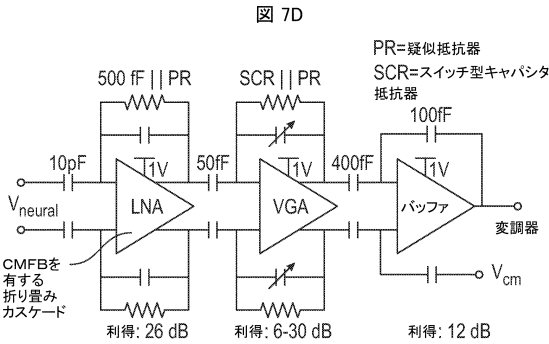 図 7D
PR=疑似抵抗器
SCR=スイッチ型キャパシタ
抵抗器
500 fF || PR
SCR || PR
100fF
10pF
50fF
400fF
1V
1V
1V
Vneural
LNA
VGA
バッファ
変調器
CMFBを
有する
折り畳み
カスケード
Vcm
利得: 26 dB
利得: 6-30 dB
利得: 12 dB